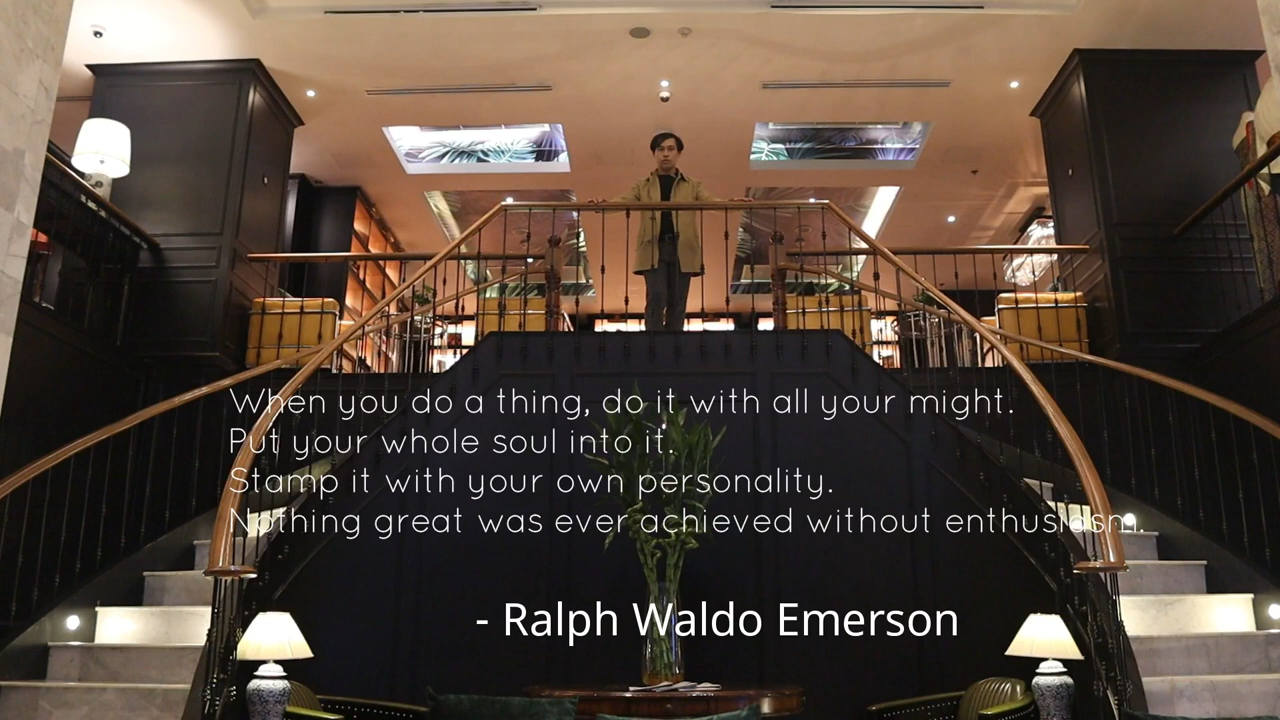 When you do a thing, do it with all your might.
Put your whole soul into it.
Stamp it with your own personality.
Nothing great was ever achieved without enthusiasm.
- Ralph Waldo Emerson